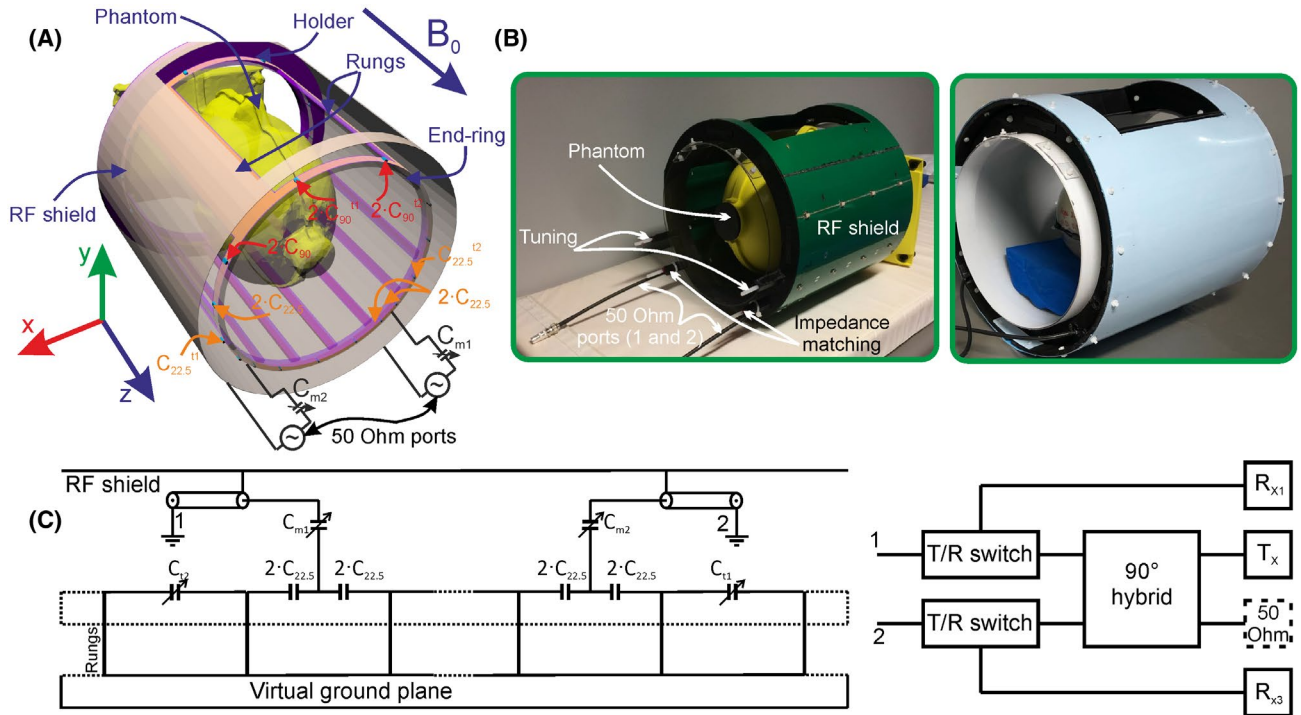 (A)
Phantom
Holder
B0
Rungs
End-ring
RF shield
2·C90 t1
2·C90 t2
2·C90
C22.5 t2
2·C22.5
2·C22.5
C22.5 t1
y
x
z
Cm1
Cm2
50 Ohm ports
(B)
Phantom
Tuning
RF shield
50 Ohm
ports (1 and 2)
Impedance
matching
(C)
RF shield
1
Cm1
Cm2
2
Ct2
2·C22.5
2·C22.5
2·C22.5
2·C22.5
Ct1
Rungs
Virtual ground plane
RX1
1
T/R switch
90°
hybrid
TX
2
T/R switch
50
Ohm
Rx3